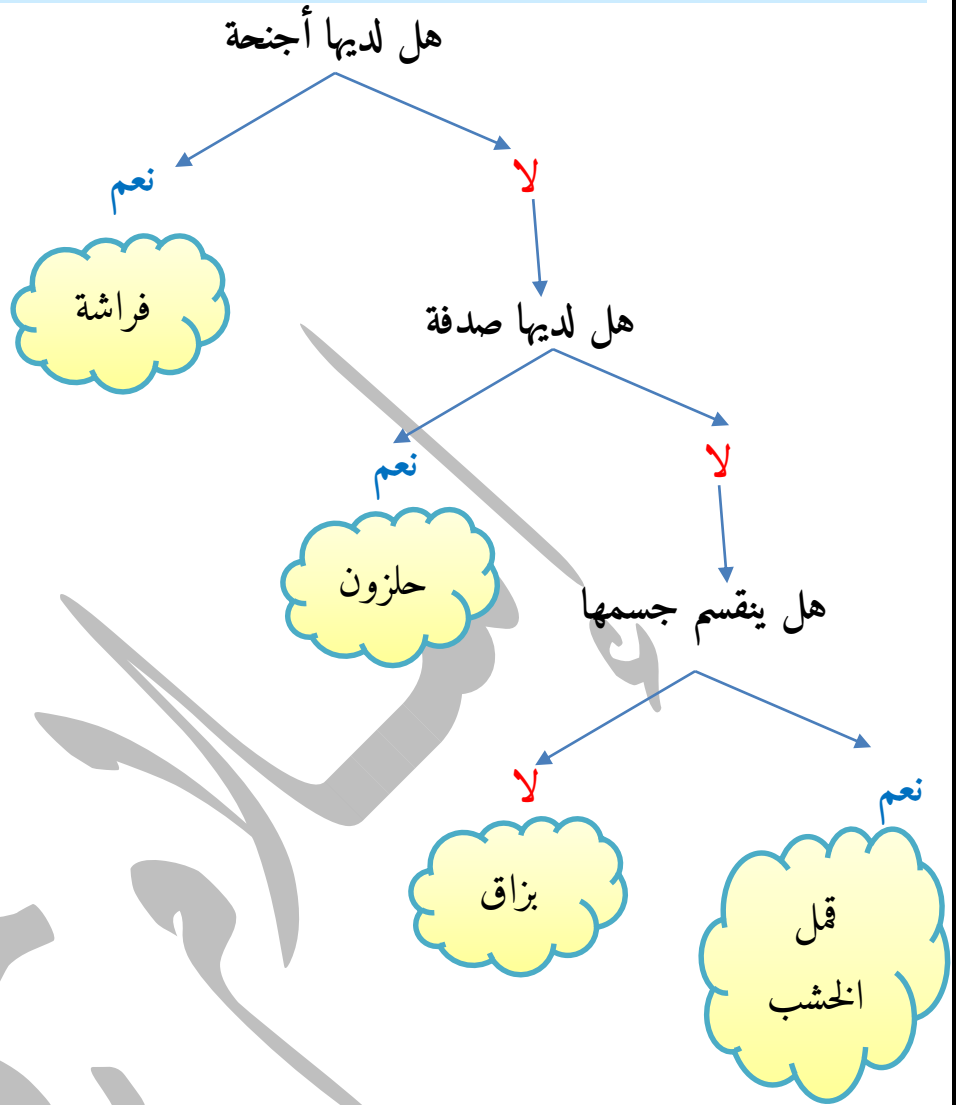 هل لديها أجنحة
لا
نعم
فراشة
هل لديها صدفة
لا
نعم
حلزون
هل ينقسم جسمها
نعم
لا
بزاق
قمل
الخشب